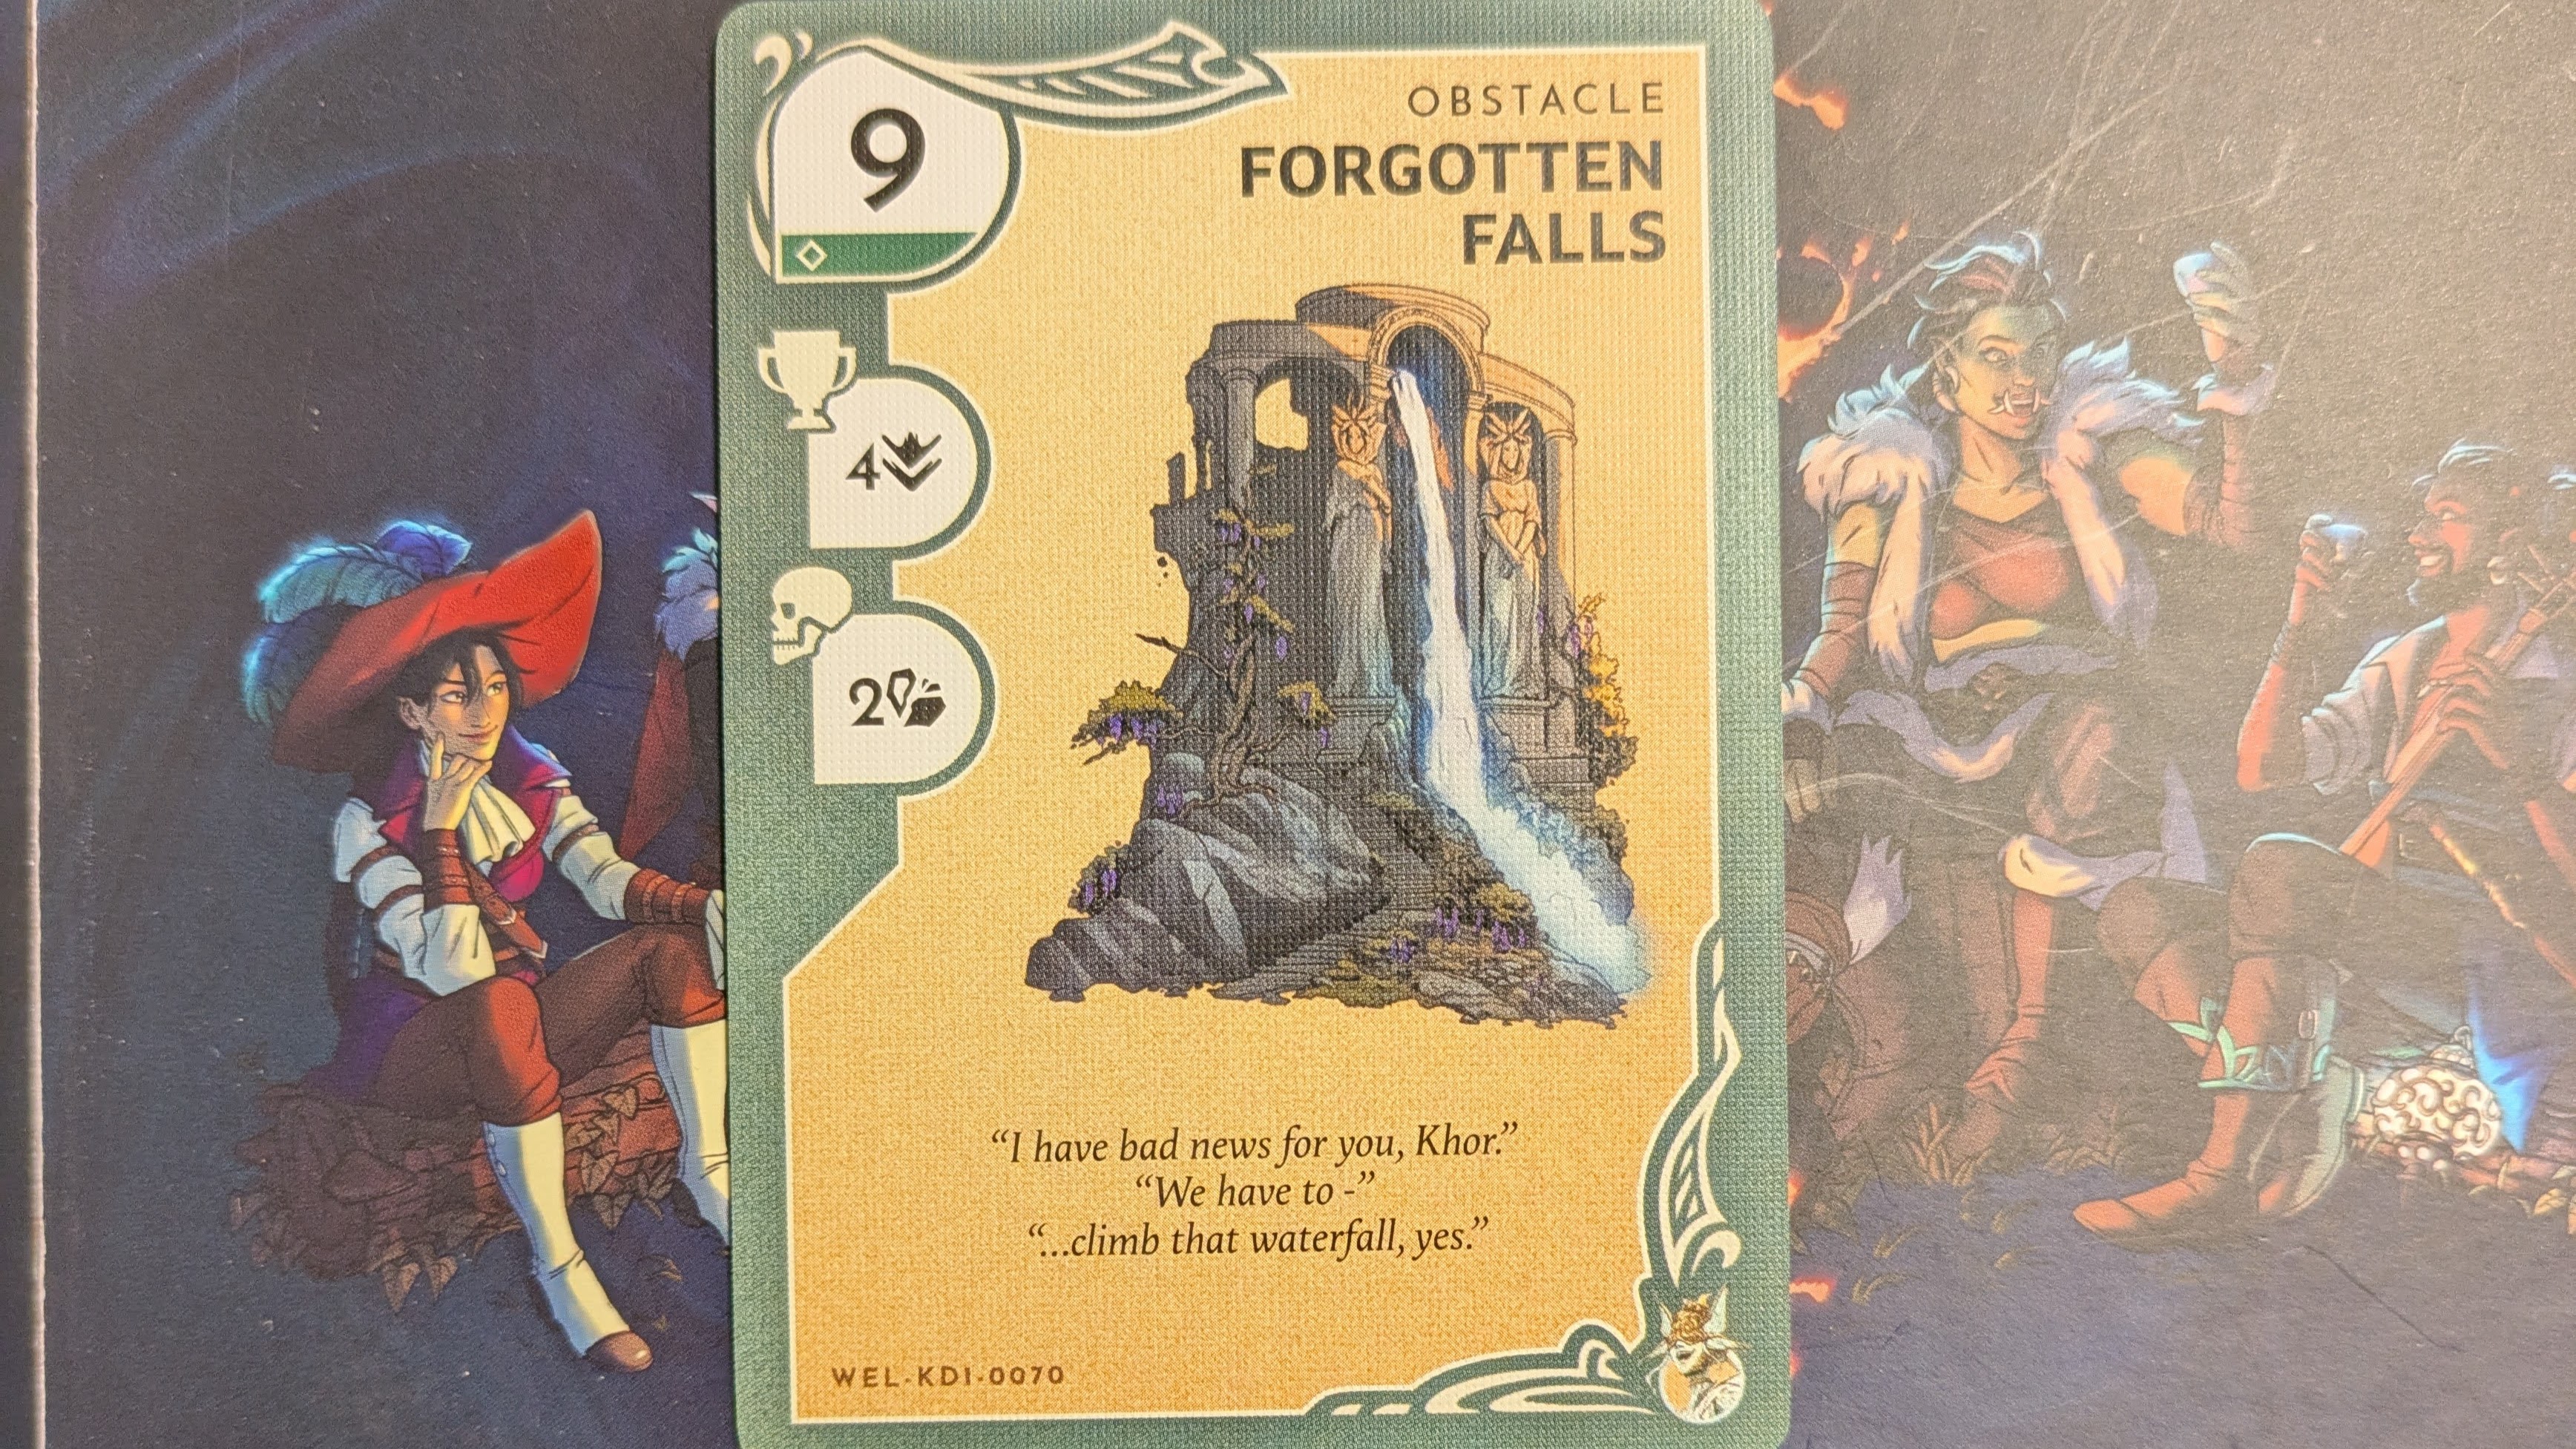 9
OBSTACLE
FORGOTTEN
FALLS
4
2
“I have bad news for you, Khor.”
“We have to -”
“...climb that waterfall, yes.”
WEL-KDI-0070